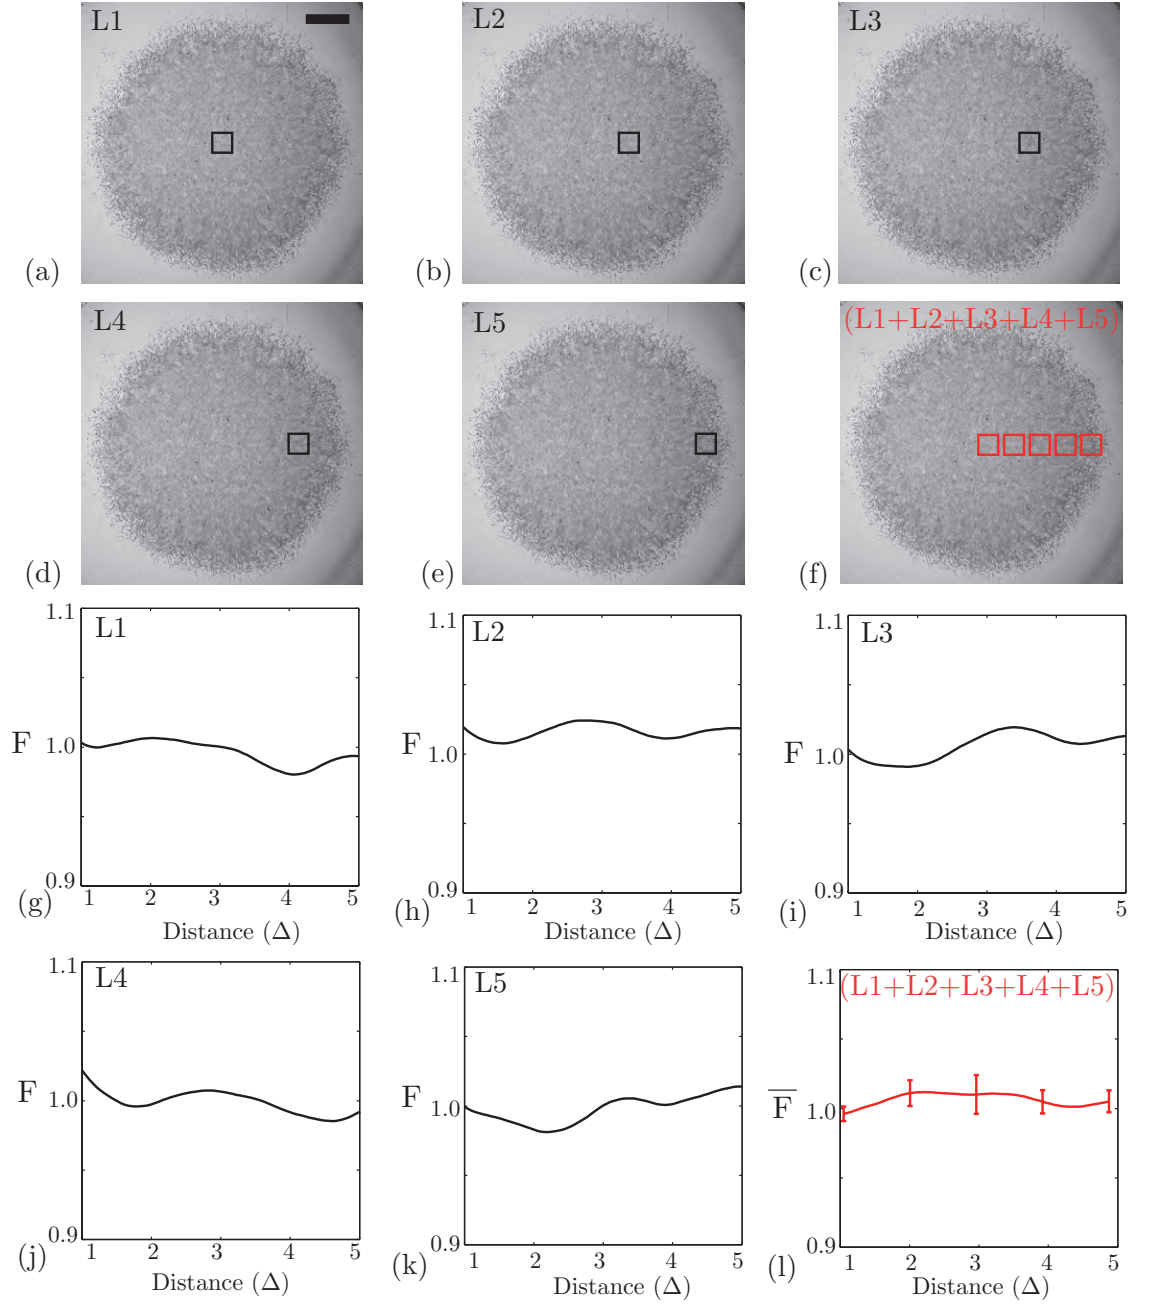 L1
L2
L3
(a)
(b)
(c)
L4
L5
(L1+L2+L3+L4+L5)
(d)
(e)
(f)
1.1
L1
F
1.0
0.9
1 2 3 4 5
(g)
Distance (Δ)
1.1
L2
F
1.0
0.9
1 2 3 4 5
(h)
Distance (Δ)
1.1
L3
F
1.0
0.9
1 2 3 4 5
(i)
Distance (Δ)
1.1
L4
F
1.0
0.9
1 2 3 4 5
(j)
Distance (Δ)
1.1
L5
F
1.0
0.9
1 2 3 4 5
(k)
Distance (Δ)
1.1
(L1+L2+L3+L4+L5)
F̅
1.0
0.9
1 2 3 4 5
(l)
Distance (Δ)